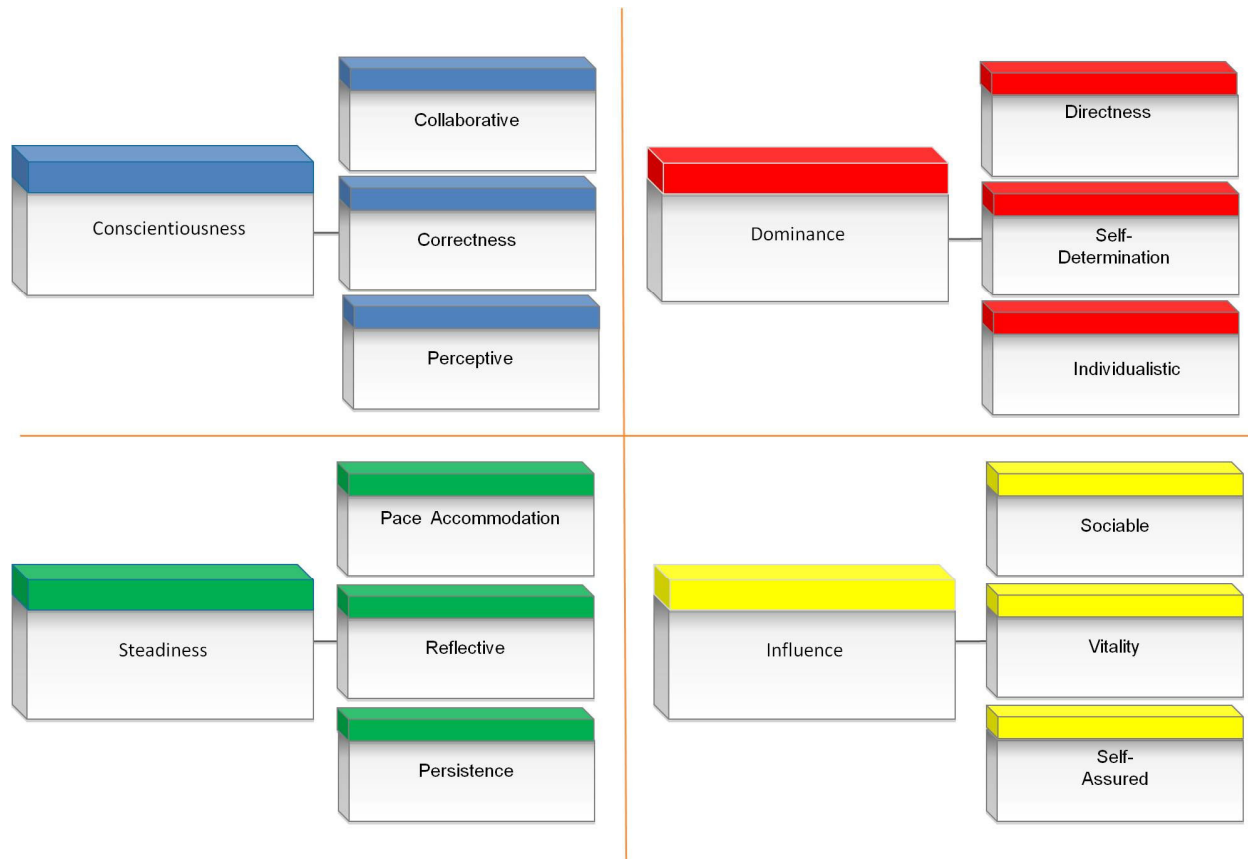 Collaborative
Conscientiousness
Correctness
Perceptive
Directness
Dominance
Self-
Determination
Individualistic
Pace  Accommodation
Steadiness
Reflective
Persistence
Sociable
Influence
Vitality
Self-
Assured